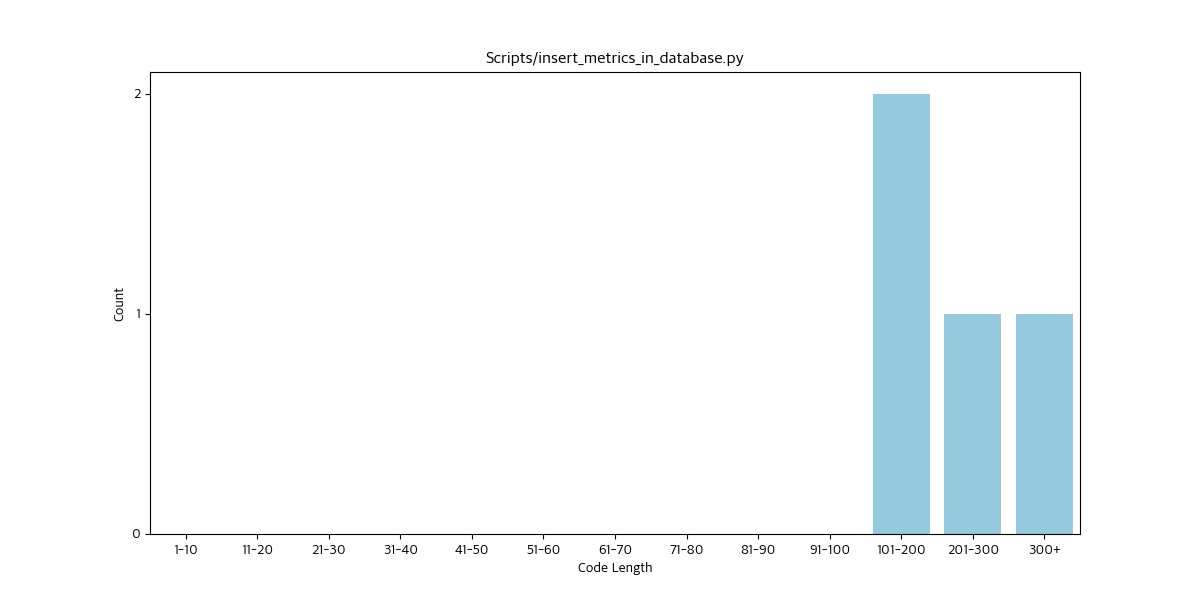 Scripts/insert_metrics_in_database.py
Count
2
1
0
1-10 11-20 21-30 31-40 41-50 51-60 61-70 71-80 81-90 91-100 101-200 201-300 300+
Code Length